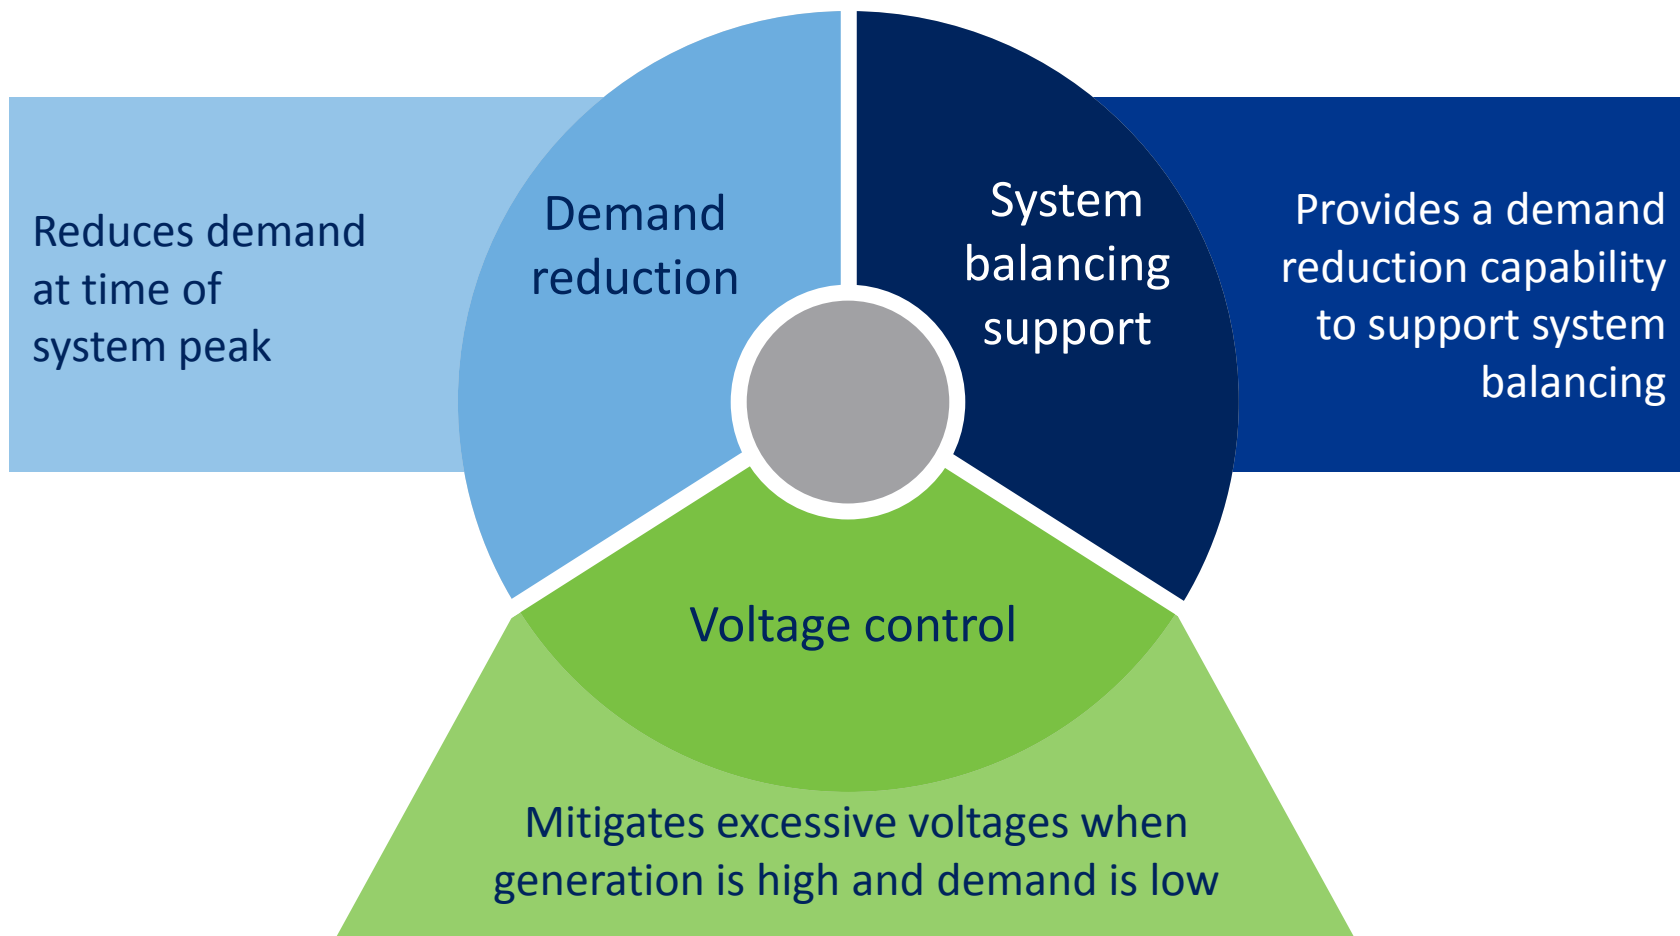 Reduces demand
at time of
system peak
Demand
reduction
System
balancing
support
Provides a demand
reduction capability
to support system
balancing
Voltage control
Mitigates excessive voltages when
generation is high and demand is low